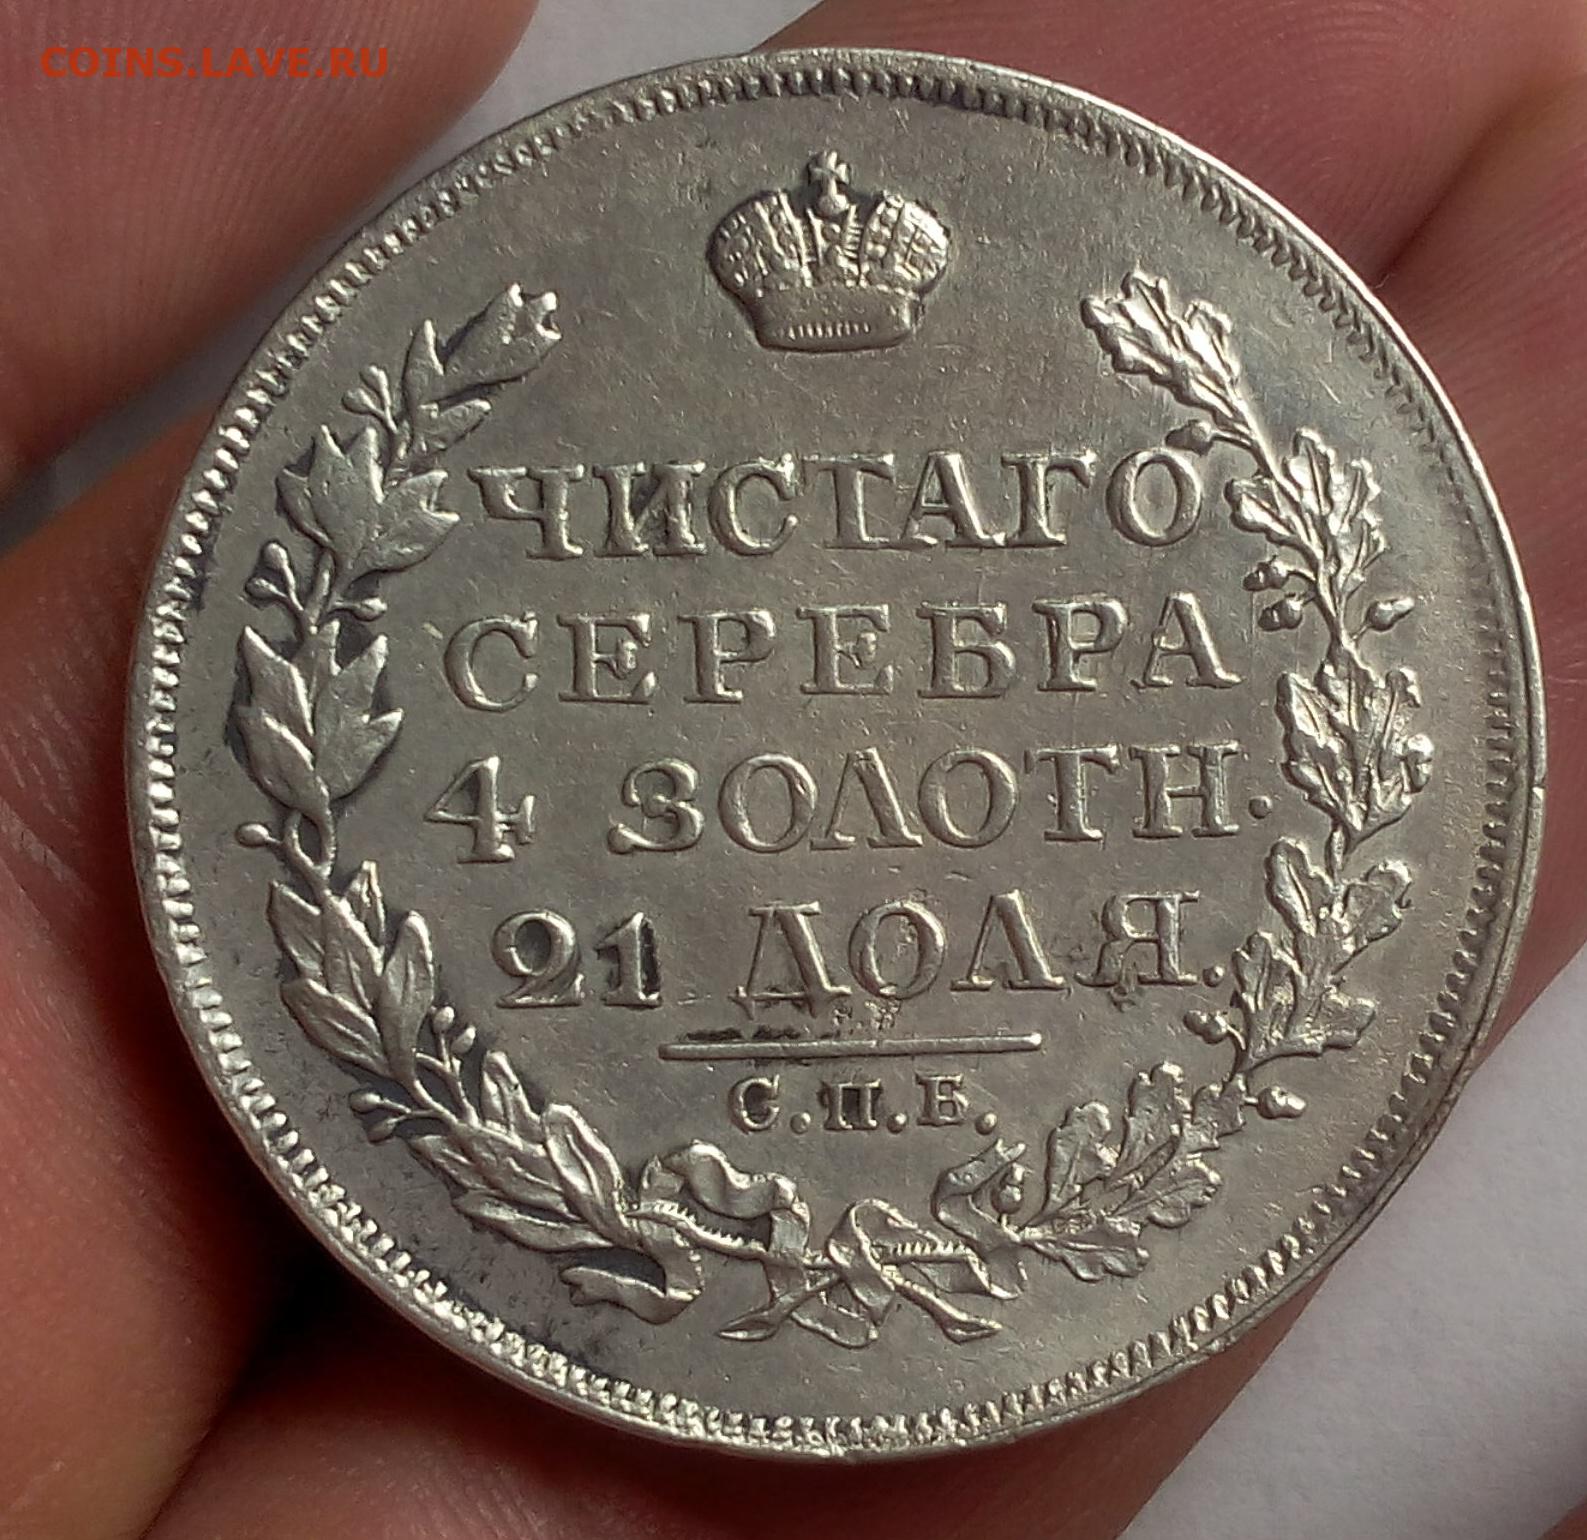 COINS.LAVE.RU
ЧИСТАГО
СЕРЕБРА
4 ЗОЛОТН.
21 ДОЛЯ.
С.П.Б.